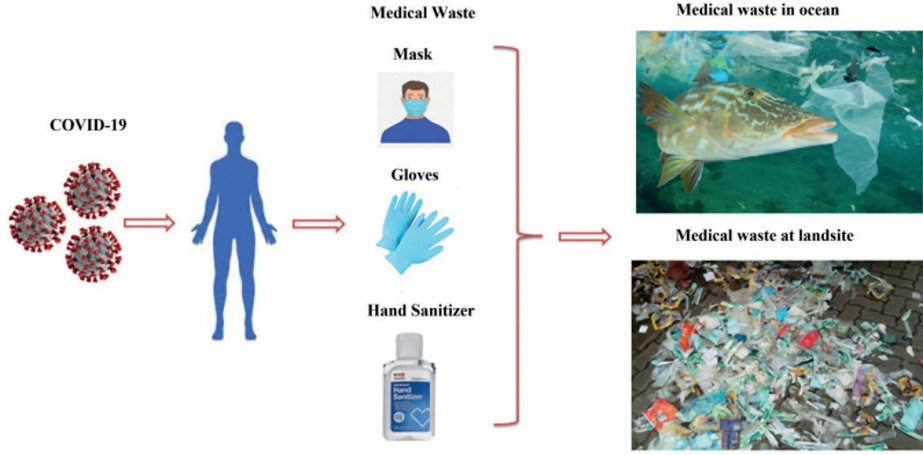 Medical Waste
Medical waste in ocean
Mask
COVID-19
Gloves
Medical waste at landsite
Hand Sanitizer
Hand
Sanitizer